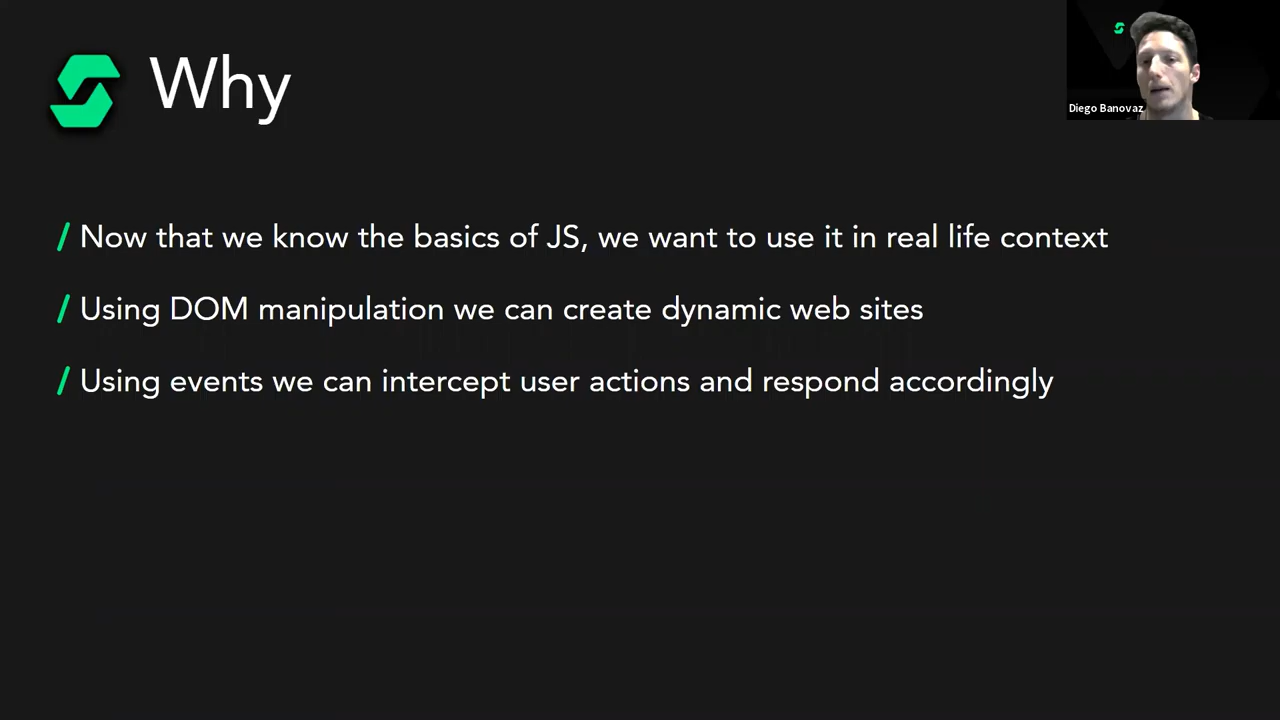 Why
Diego Banovaz
/ Now that we know the basics of JS, we want to use it in real life context
/ Using DOM manipulation we can create dynamic web sites
/ Using events we can intercept user actions and respond accordingly